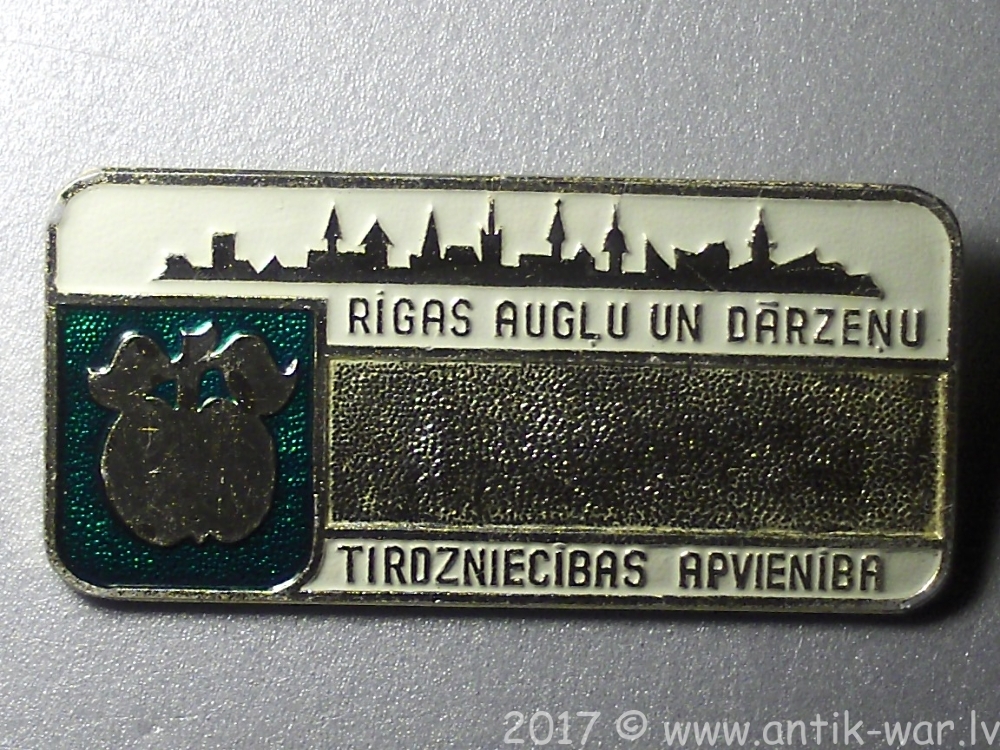 RĪGAS AUGĻU UN DĀRZEŅU
TIRDZNIECĪBAS APVIENĪBA
2017 © www.antik-war.lv